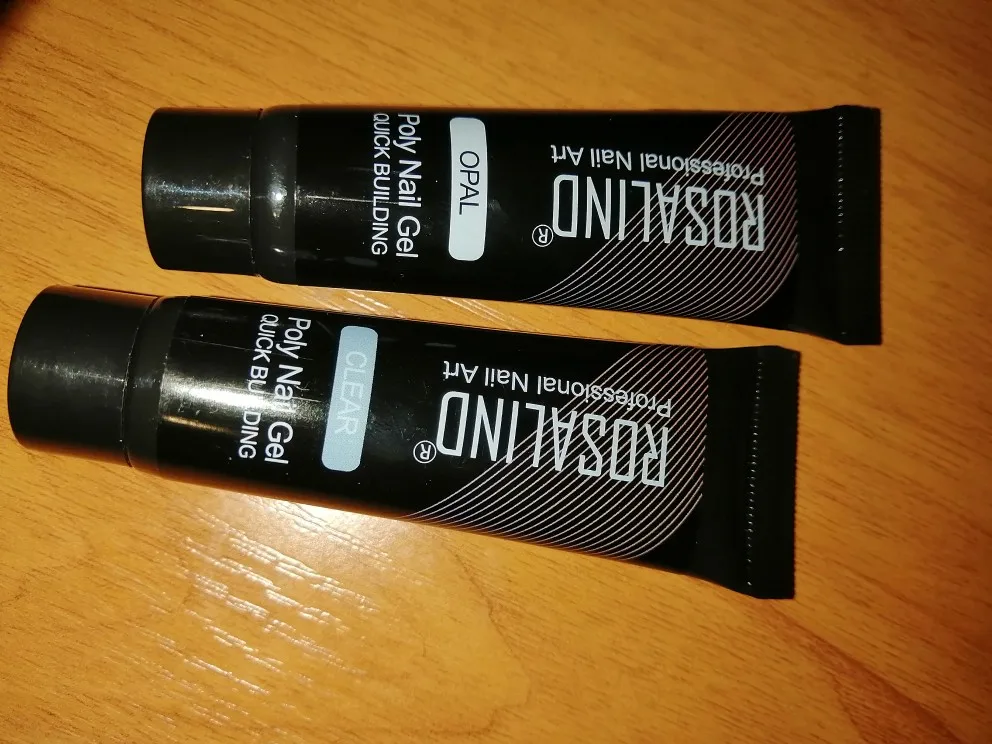 ROSALIND®
Professional Nail Art
OPAL
Poly Nail Gel
QUICK BUILDING
ROSALIND®
Professional Nail Art
CLEAR
Poly Nail Gel
QUICK BUILDING